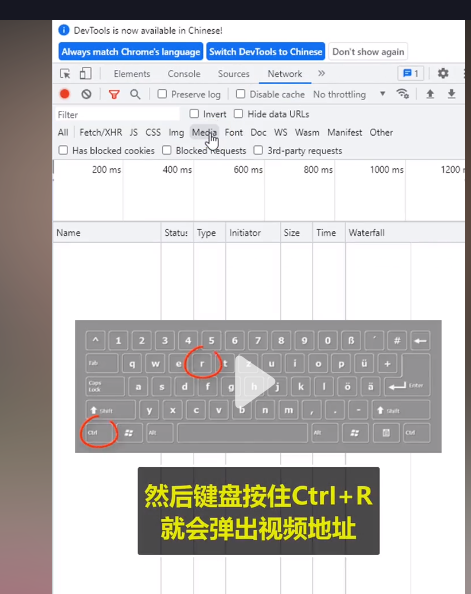 DevTools is now available in Chinese!
Always match Chrome's language Switch DevTools to Chinese Don't show again
Elements Console Sources Network » 1
Preserve log Disable cache No throttling
Filter Invert Hide data URLs
All Fetch/XHR JS CSS Img Media Font Doc WS Wasm Manifest Other
Has blocked cookies Blocked Requests 3rd-party requests
200 ms 400 ms 600 ms 800 ms 1000 ms 1200 m
Name Status Type Initiator Size Time Waterfall
^ 1 2 3 4 5 6 7 8 9 0 ß ´ # ←
Tab q w e r t z u i o p ü +
Caps Lock a s d f g h j k l ö ä Enter
Shift y x c v b n m , . - Shift
Ctrl Alt Alt Ctrl
然后键盘按住Ctrl+R
就会弹出视频地址